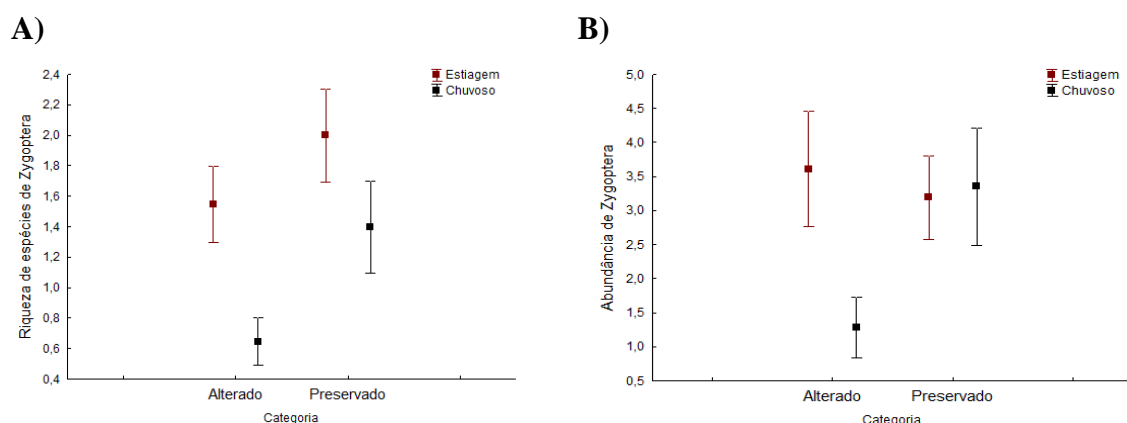 A)
Estiagem
Chuvoso
Riqueza de espécies de Zygoptera
2,4
2,2
2,0
1,8
1,6
1,4
1,2
1,0
0,8
0,6
0,4
Alterado Preservado
Categoria
B)
Estiagem
Chuvoso
Abundância de Zygoptera
5,0
4,5
4,0
3,5
3,0
2,5
2,0
1,5
1,0
0,5
Alterado Preservado
Categoria